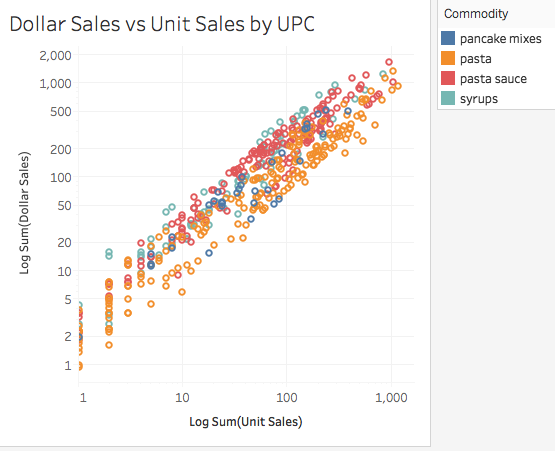 Dollar Sales vs Unit Sales by UPC
Commodity
pancake mixes
pasta
pasta sauce
syrups
Log Sum(Dollar Sales)
2,000
1,000
500
200
100
50
20
10
5
2
1
1
10
100
1,000
Log Sum(Unit Sales)